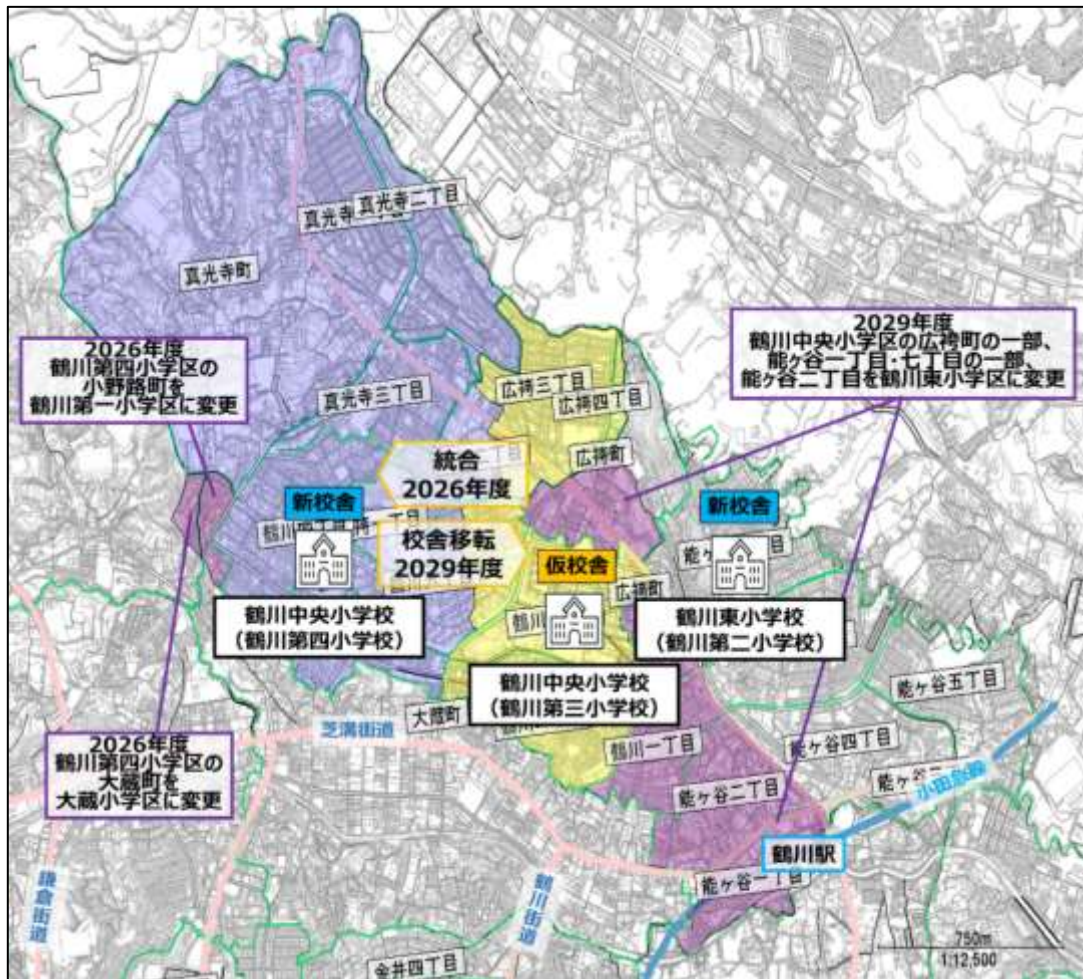 真光寺二丁目
真光寺町
2026年度
鶴川第四小学区の
小野路町を
鶴川第一小学区に変更
2029年度
鶴川中央小学区の広袴町の一部、
能ヶ谷一丁目・七丁目の一部、
能ヶ谷二丁目を鶴川東小学区に変更
真光寺三丁目
広袴三丁目
広袴四丁目
広袴町
統合
2026年度
新校舎
新校舎
校舎移転
2029年度
仮校舎
広袴町
鶴川中央小学校
（鶴川第四小学校）
鶴川東小学校
（鶴川第二小学校）
鶴川中央小学校
（鶴川第三小学校）
大蔵町
芝溝街道
鶴川一丁目
能ヶ谷五丁目
能ヶ谷四丁目
能ヶ谷二丁目
小田急線
2026年度
鶴川第四小学区の
大蔵町を
大蔵小学区に変更
鶴川駅
能ヶ谷一丁目
鎌倉街道
鶴川街道
金井四丁目
750m
1:12,500